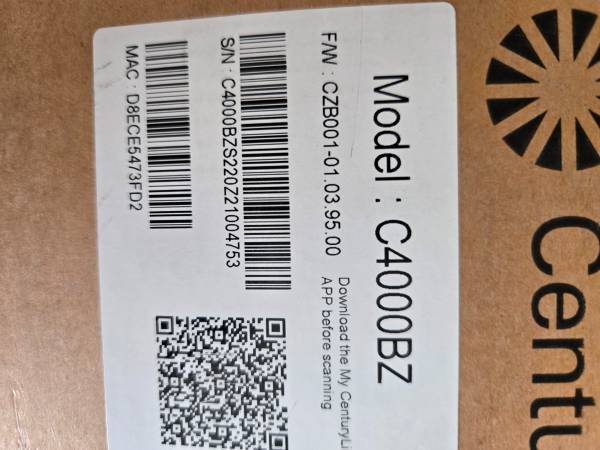 Centu
Model : C4000BZ
F/W : CZB001-01.03.95.00
Download the My CenturyLi
APP before scanning
S/N : C4000BZS220Z21004753
MAC : D8ECE5473FD2